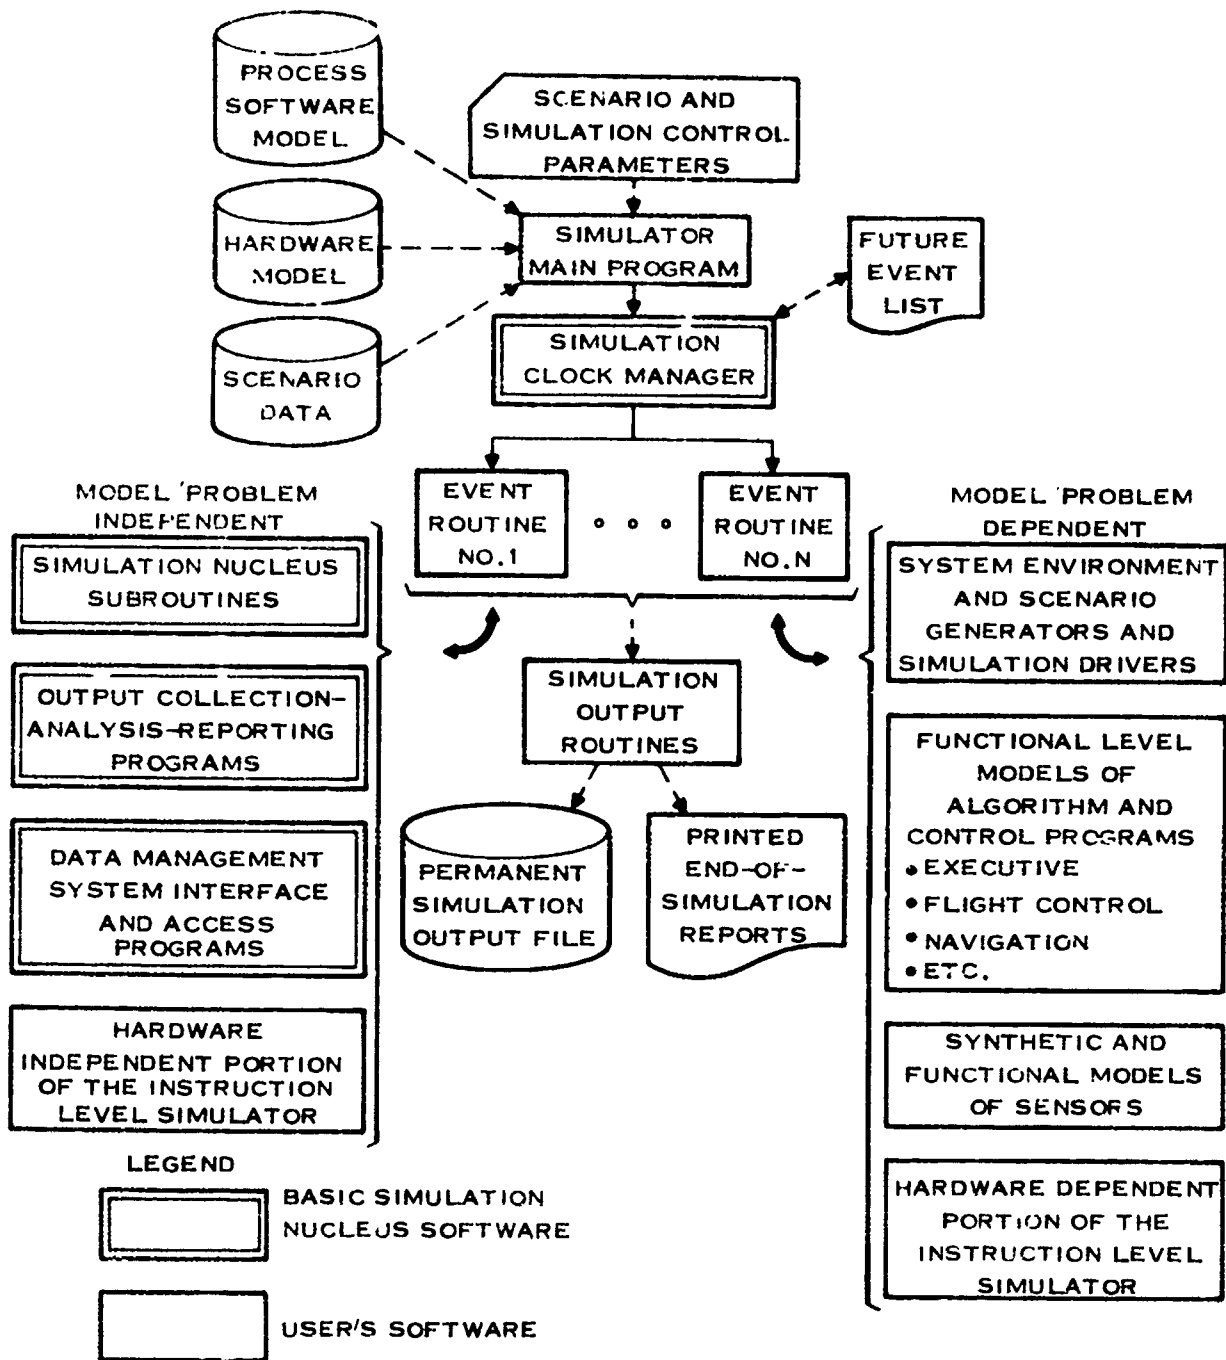 PROCESS
SOFTWARE
MODEL
SCENARIO AND
SIMULATION CONTROL
PARAMETERS
HARDWARE
MODEL
SIMULATOR
MAIN PROGRAM
FUTURE
EVENT
LIST
SCENARIO
DATA
SIMULATION
CLOCK MANAGER
MODEL PROBLEM
INDEPENDENT
EVENT
ROUTINE
NO.1
EVENT
ROUTINE
NO.N
MODEL PROBLEM
DEPENDENT
SIMULATION NUCLEUS
SUBROUTINES
OUTPUT COLLECTION-
ANALYSIS-REPORTING
PROGRAMS
DATA MANAGEMENT
SYSTEM INTERFACE
AND ACCESS
PROGRAMS
HARDWARE
INDEPENDENT PORTION
OF THE INSTRUCTION
LEVEL SIMULATOR
SIMULATION
OUTPUT
ROUTINES
PERMANENT
SIMULATION
OUTPUT FILE
PRINTED
END-OF-
SIMULATION
REPORTS
SYSTEM ENVIRONMENT
AND SCENARIO
GENERATORS AND
SIMULATION DRIVERS
FUNCTIONAL LEVEL
MODELS OF
ALGORITHM AND
CONTROL PROGRAMS
• EXECUTIVE
• FLIGHT CONTROL
• NAVIGATION
• ETC.
SYNTHETIC AND
FUNCTIONAL MODELS
OF SENSORS
HARDWARE DEPENDENT
PORTION OF THE
INSTRUCTION LEVEL
SIMULATOR
LEGEND
BASIC SIMULATION
NUCLEUS SOFTWARE
USER'S SOFTWARE